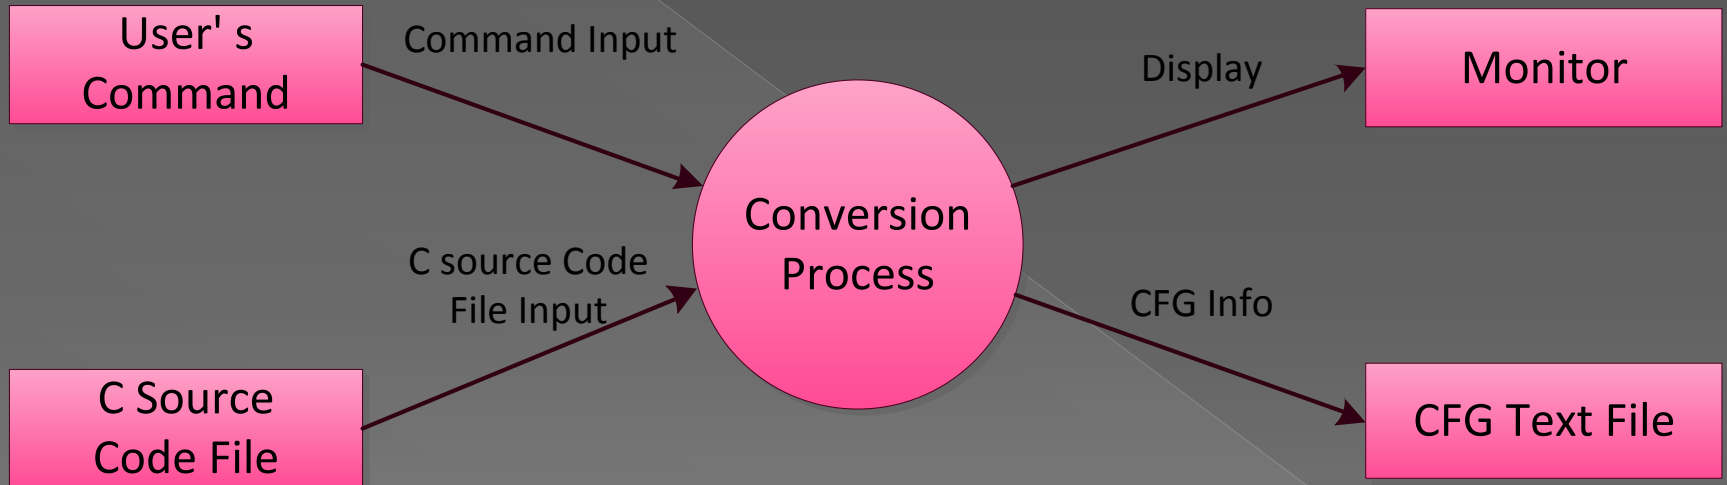 User' s
Command
Command Input
Display
Monitor
Conversion
Process
C source Code
File Input
CFG Info
C Source
Code File
CFG Text File